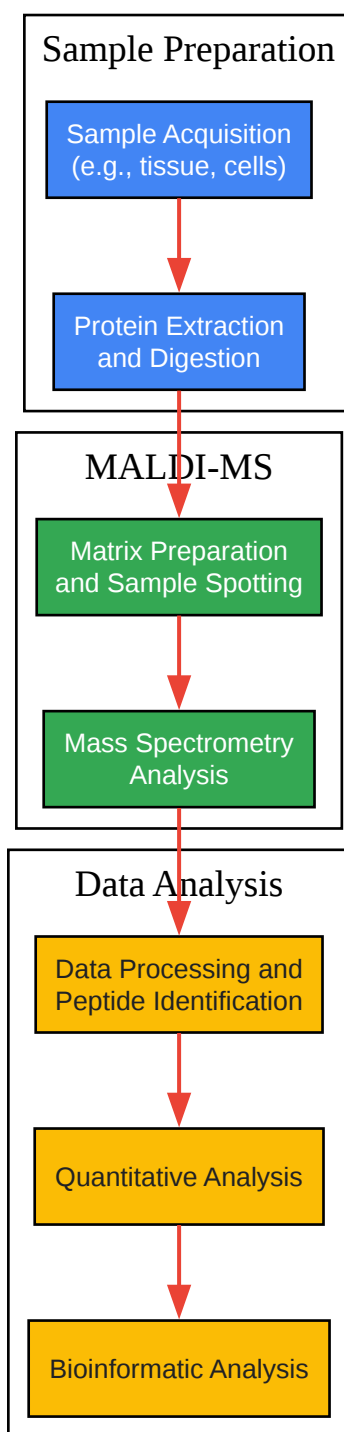 Sample Preparation
Sample Acquisition
(e.g., tissue, cells)
Protein Extraction
and Digestion
MALDI-MS
Matrix Preparation
and Sample Spotting
Mass Spectrometry
Analysis
Data Analysis
Data Processing and
Peptide Identification
Quantitative Analysis
Bioinformatic Analysis